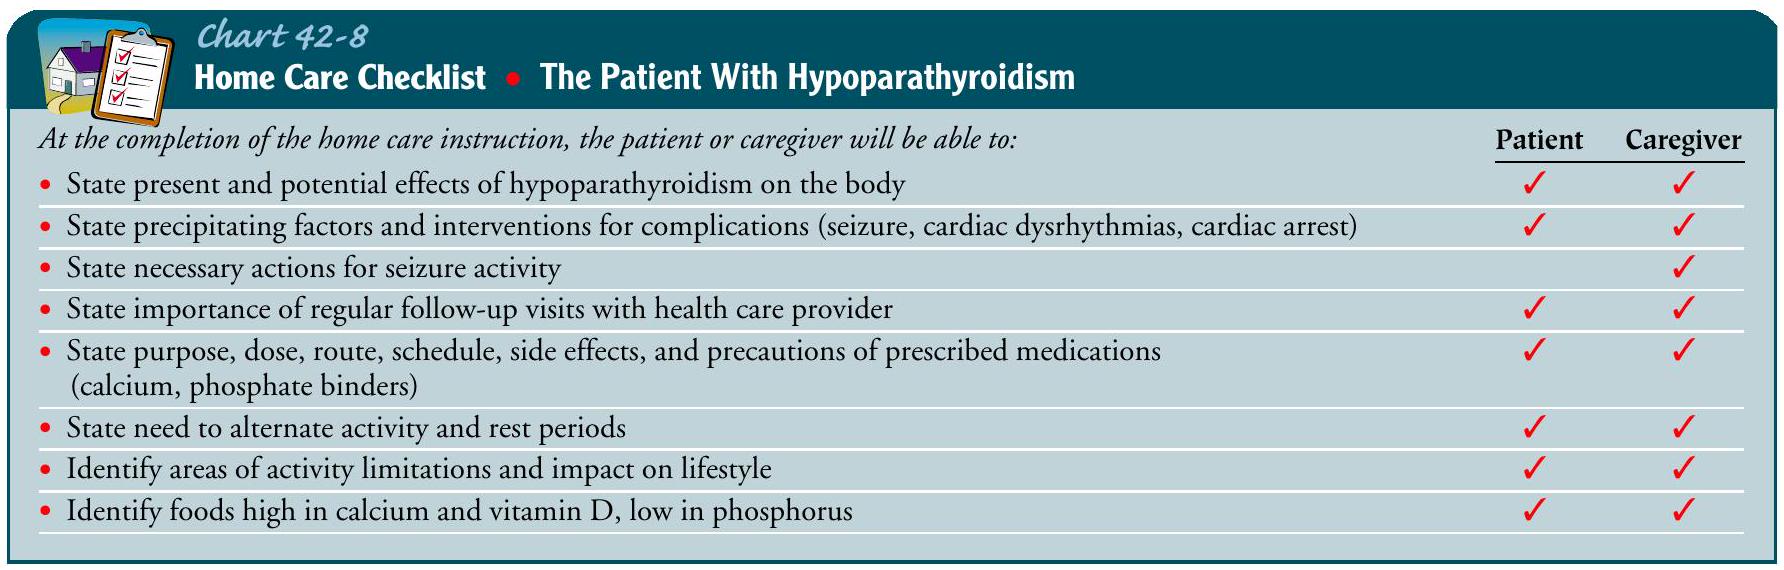 Chart 42-8
Home Care Checklist • The Patient With Hypoparathyroidism
At the completion of the home care instruction, the patient or caregiver will be able to: Patient Caregiver
• State present and potential effects of hypoparathyroidism on the body ✓ ✓
• State precipitating factors and interventions for complications (seizure, cardiac dysrhythmias, cardiac arrest) ✓ ✓
• State necessary actions for seizure activity ✓
• State importance of regular follow-up visits with health care provider ✓ ✓
• State purpose, dose, route, schedule, side effects, and precautions of prescribed medications ✓ ✓
(calcium, phosphate binders)
• State need to alternate activity and rest periods ✓ ✓
• Identify areas of activity limitations and impact on lifestyle ✓ ✓
• Identify foods high in calcium and vitamin D, low in phosphorus ✓ ✓